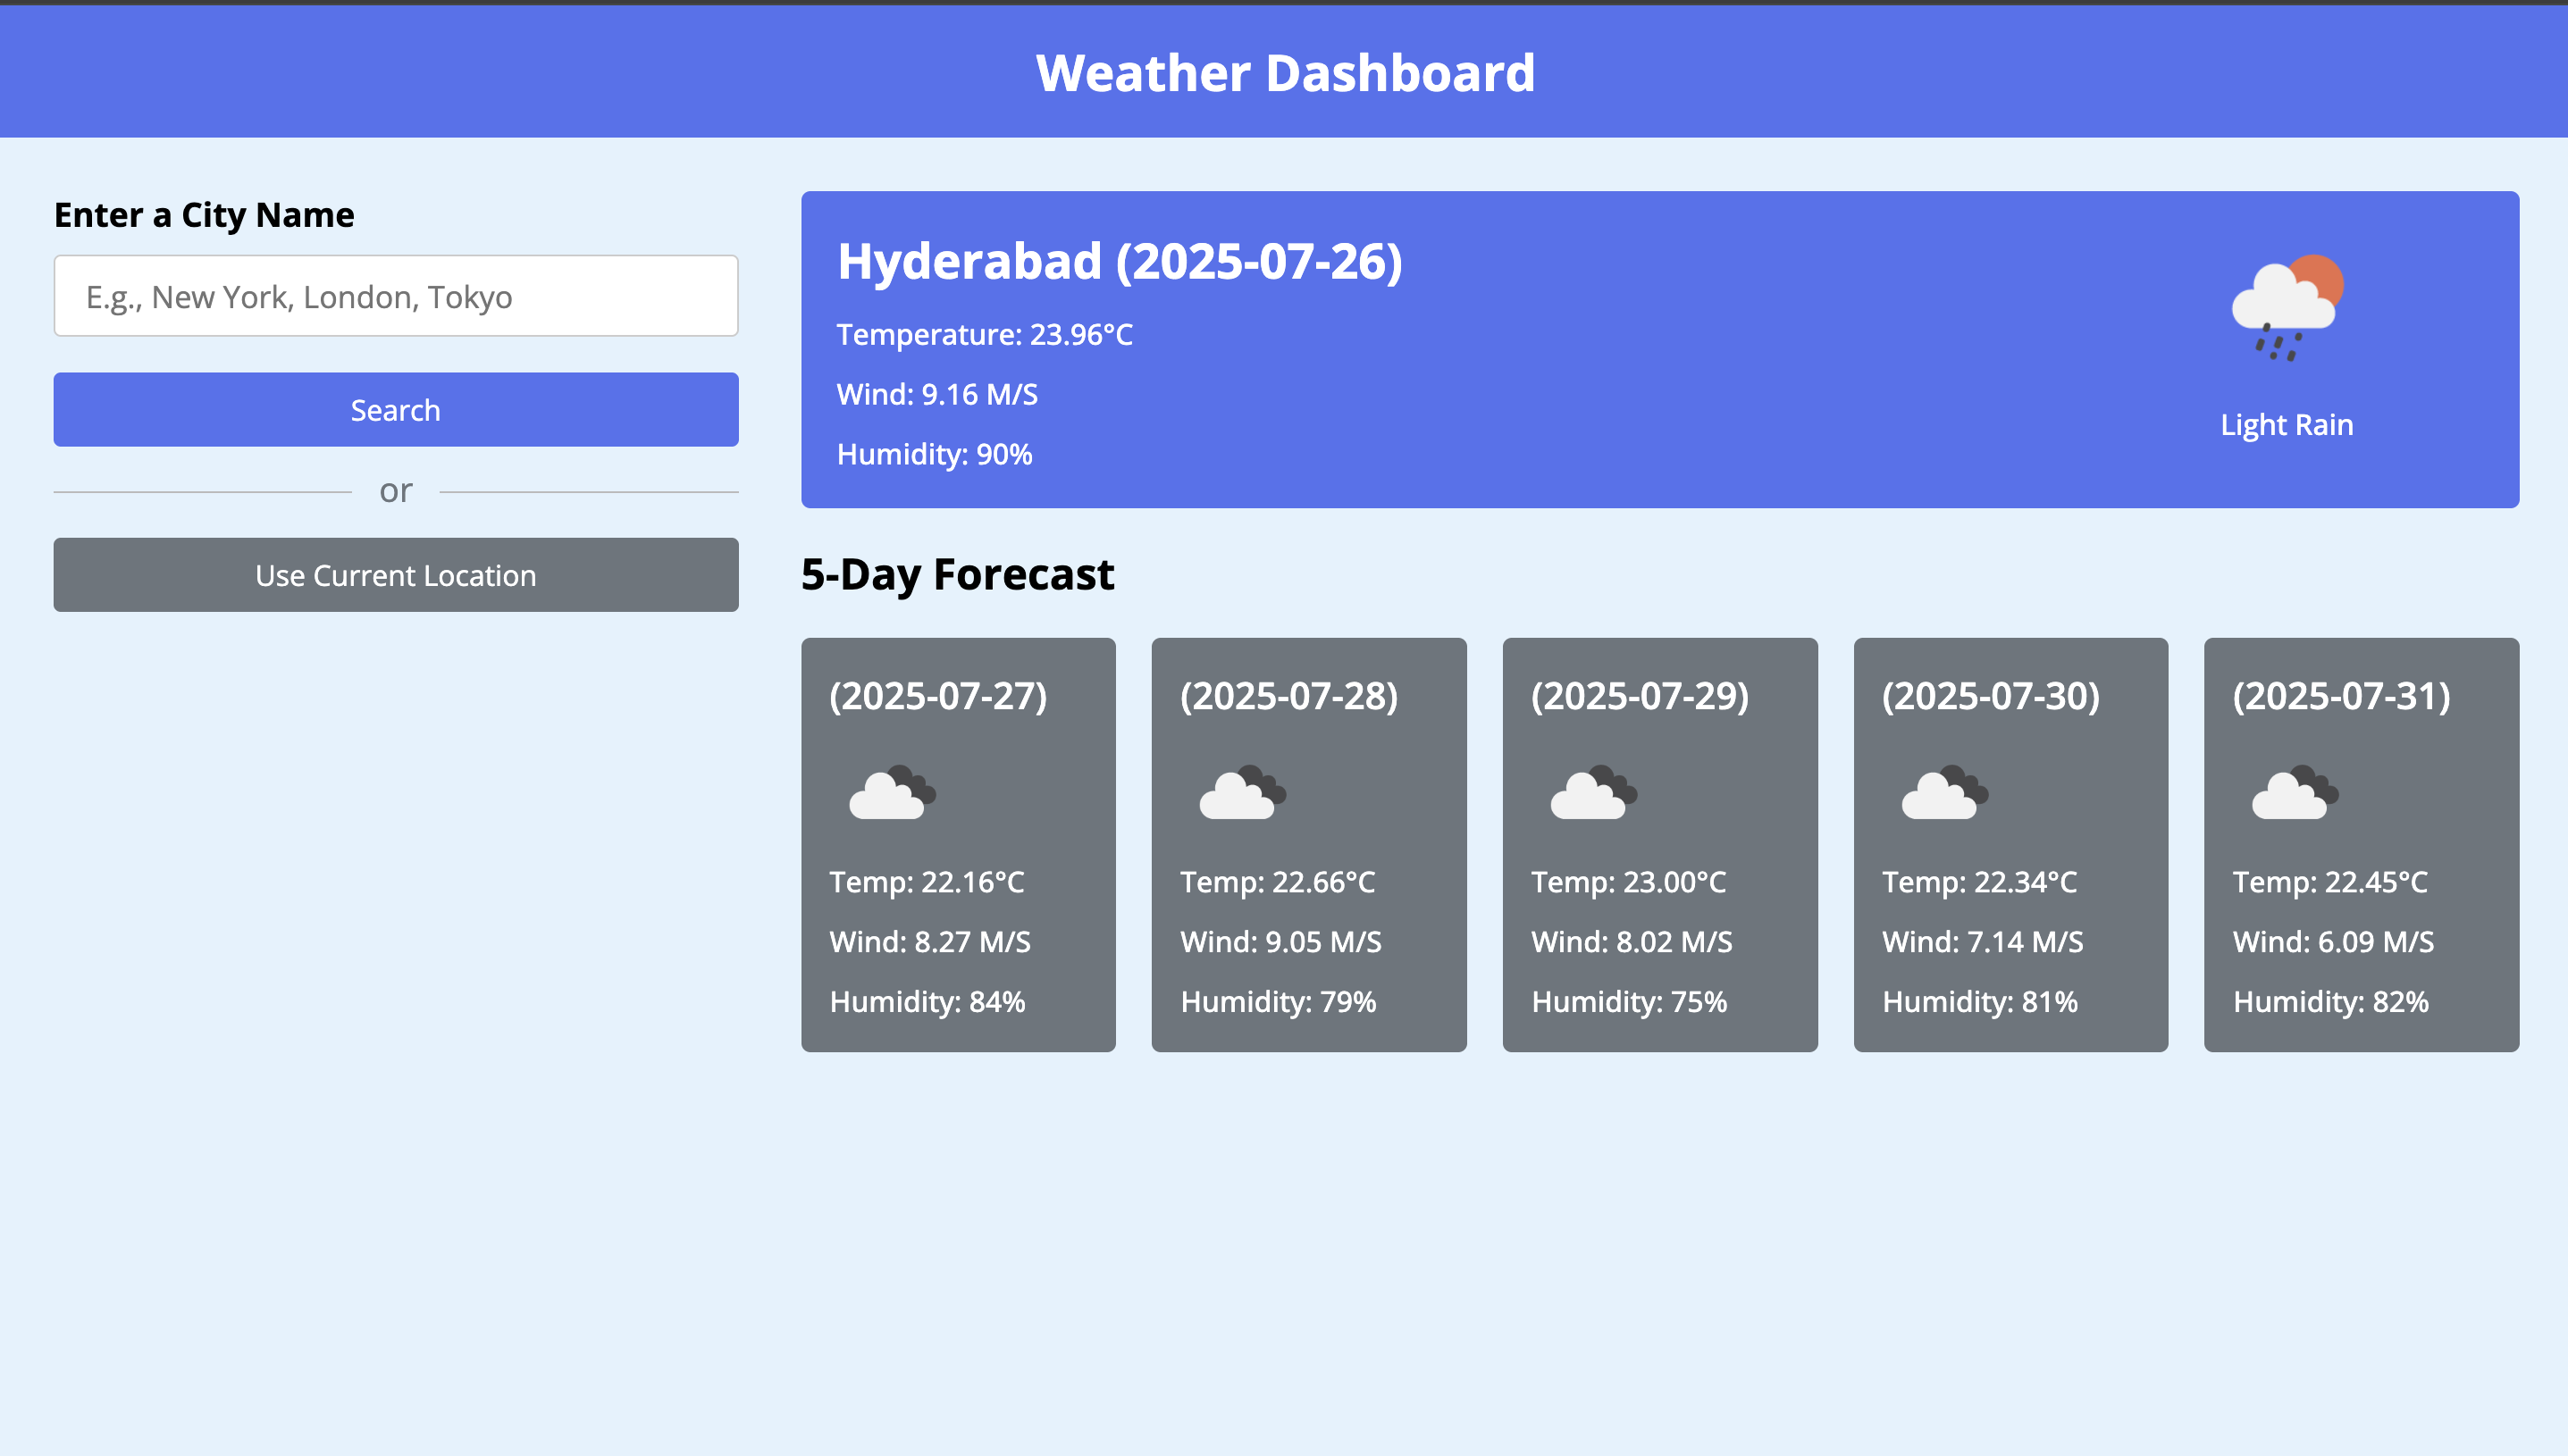 Weather Dashboard
Enter a City Name
E.g., New York, London, Tokyo
Search
or
Use Current Location
Hyderabad (2025-07-26)
Temperature: 23.96°C
Wind: 9.16 M/S
Humidity: 90%
Light Rain
5-Day Forecast
(2025-07-27)
Temp: 22.16°C
Wind: 8.27 M/S
Humidity: 84%
(2025-07-28)
Temp: 22.66°C
Wind: 9.05 M/S
Humidity: 79%
(2025-07-29)
Temp: 23.00°C
Wind: 8.02 M/S
Humidity: 75%
(2025-07-30)
Temp: 22.34°C
Wind: 7.14 M/S
Humidity: 81%
(2025-07-31)
Temp: 22.45°C
Wind: 6.09 M/S
Humidity: 82%